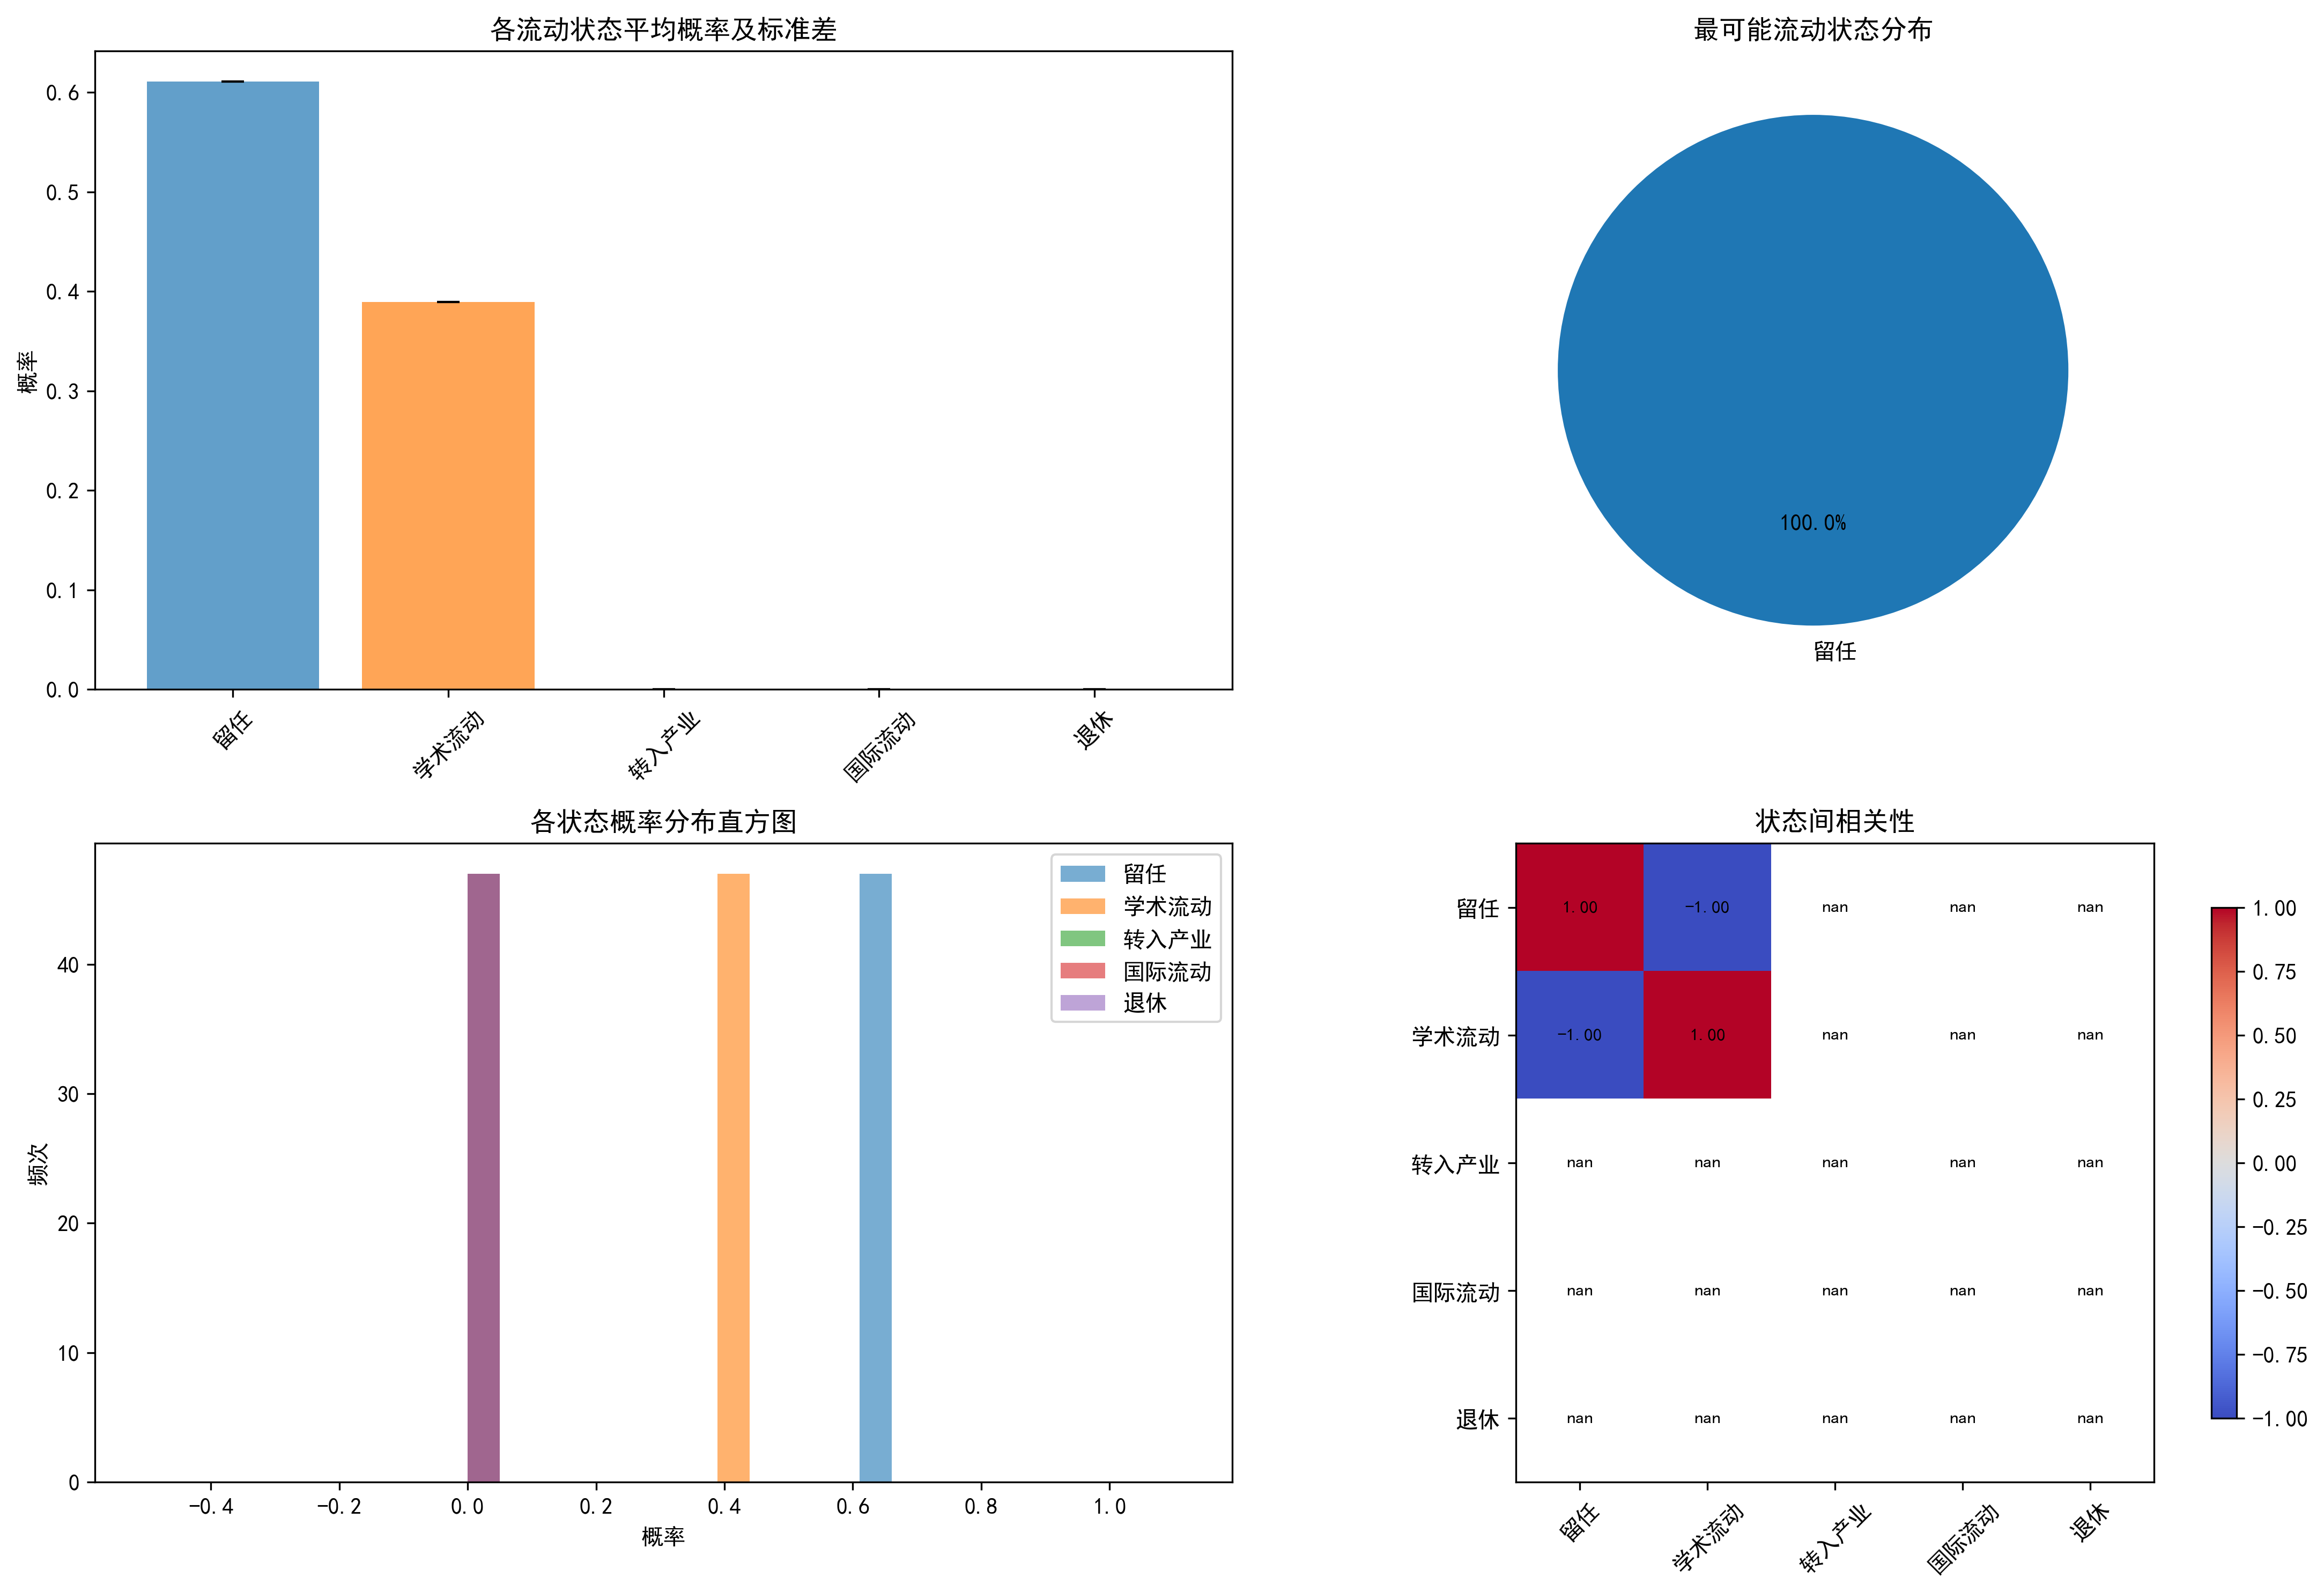 各流动状态平均概率及标准差
概率
0.6
0.5
0.4
0.3
0.2
0.1
0.0
留任
学术流动
转入产业
国际流动
退休
最可能流动状态分布
100.0%
留任
各状态概率分布直方图
频次
40
30
20
10
0
留任
学术流动
转入产业
国际流动
退休
−0.4 −0.2 0.0 0.2 0.4 0.6 0.8 1.0
概率
状态间相关性
留任 1.00 −1.00 nan nan nan
学术流动 −1.00 1.00 nan nan nan
转入产业 nan nan nan nan nan
国际流动 nan nan nan nan nan
退休 nan nan nan nan nan
留任
学术流动
转入产业
国际流动
退休
1.00
0.75
0.50
0.25
0.00
−0.25
−0.50
−0.75
−1.00